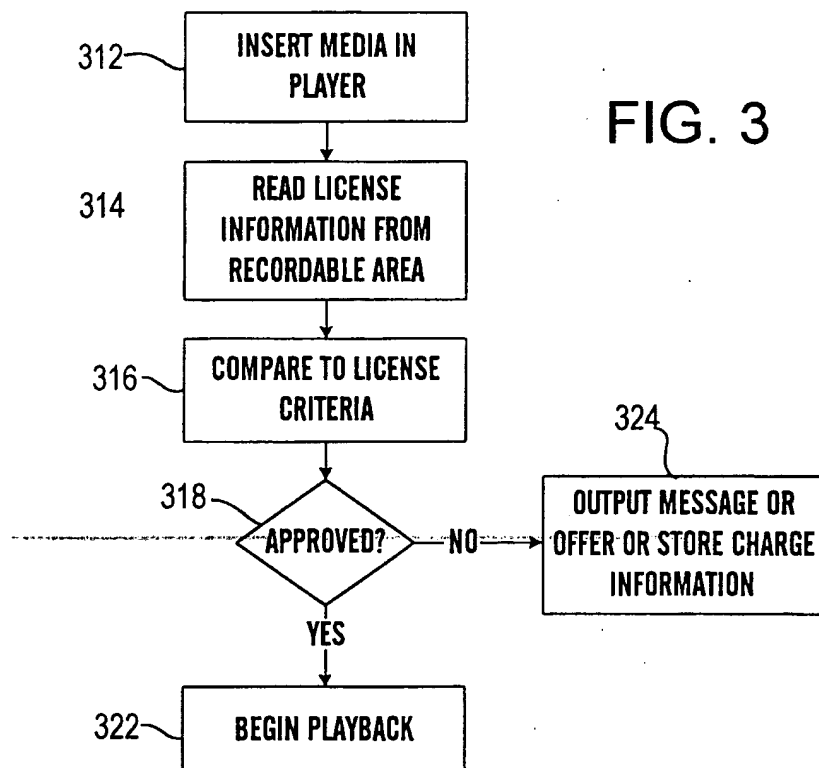 312
INSERT MEDIA IN
PLAYER
FIG. 3
314
READ LICENSE
INFORMATION FROM
RECORDABLE AREA
316
COMPARE TO LICENSE
CRITERIA
318
APPROVED?
NO
324
OUTPUT MESSAGE OR
OFFER OR STORE CHARGE
INFORMATION
YES
322
BEGIN PLAYBACK